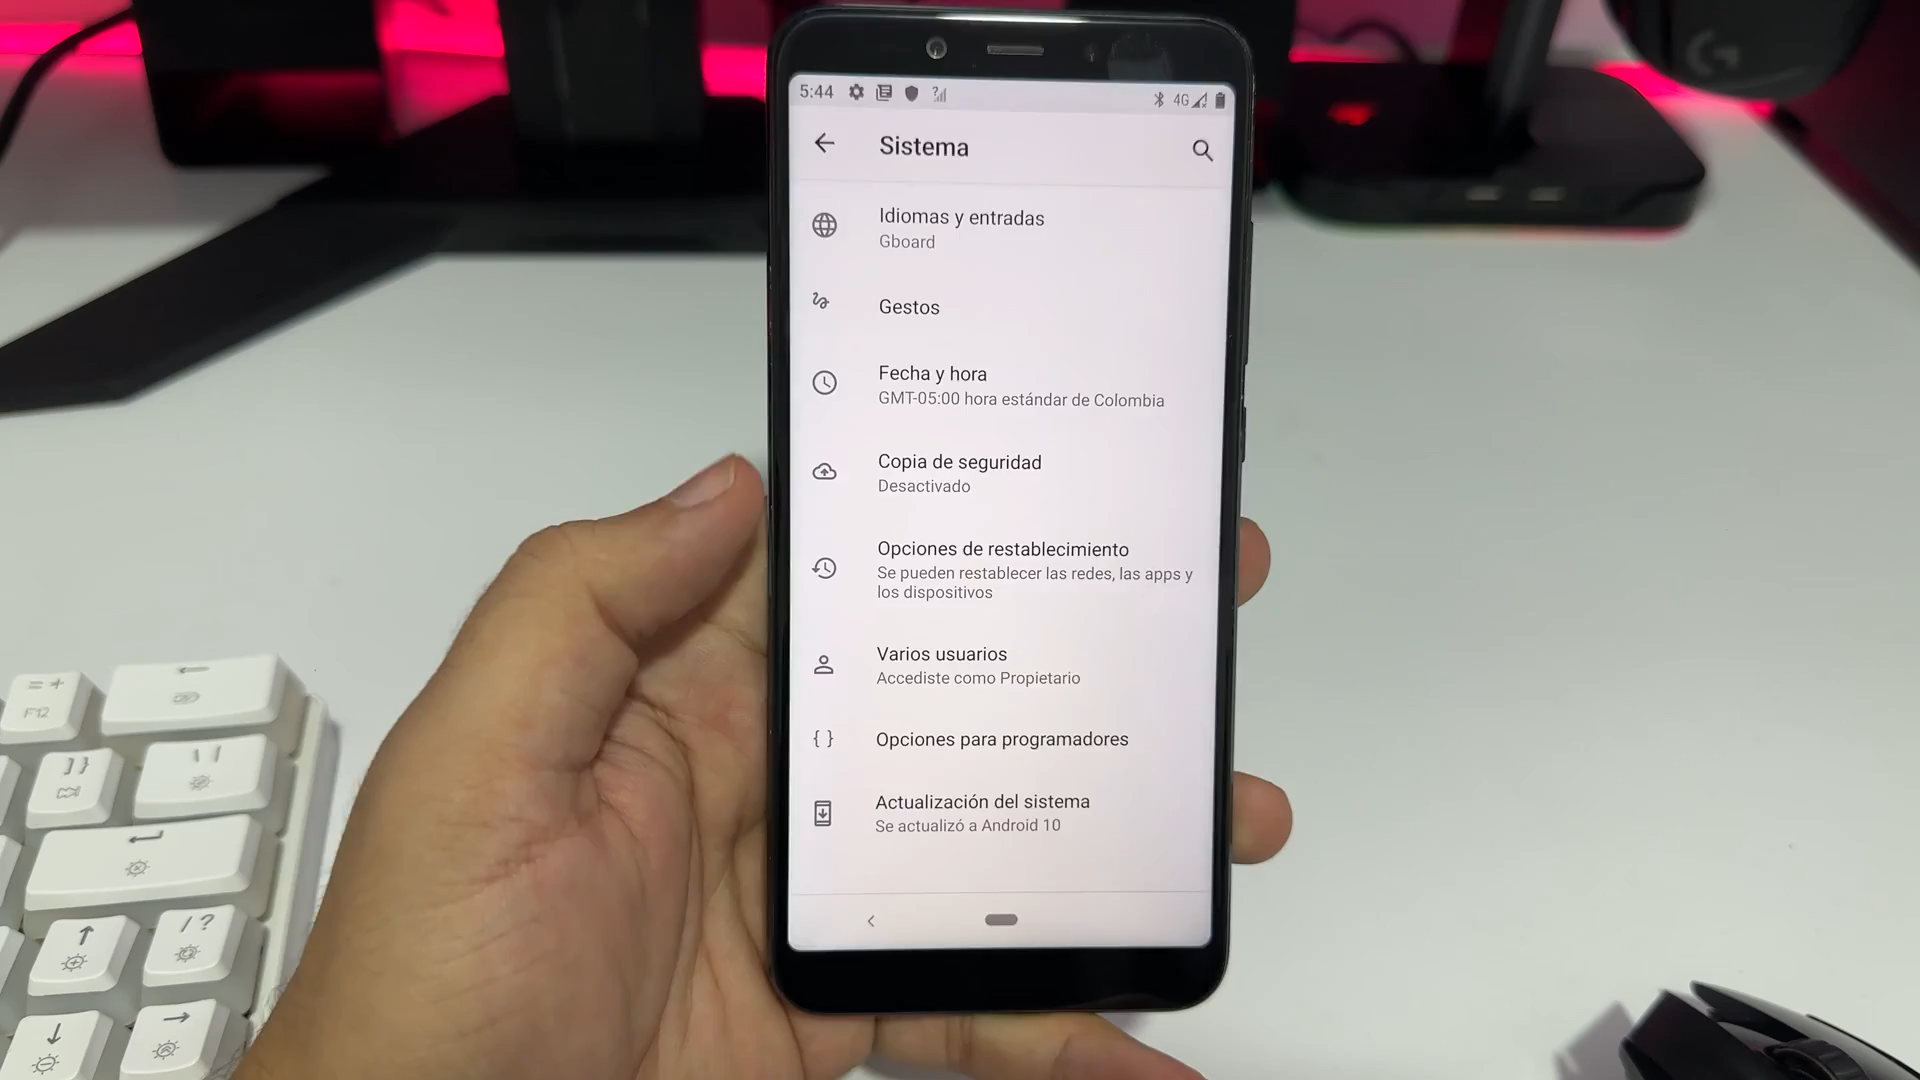 5:44
4G
Sistema
Idiomas y entradas
Gboard
Gestos
Fecha y hora
GMT-05:00 hora estándar de Colombia
Copia de seguridad
Desactivado
Opciones de restablecimiento
Se pueden restablecer las redes, las apps y
los dispositivos
Varios usuarios
Accediste como Propietario
{ } Opciones para programadores
Actualización del sistema
Se actualizó a Android 10
= +
F12
] }
\ |
/ ?
G